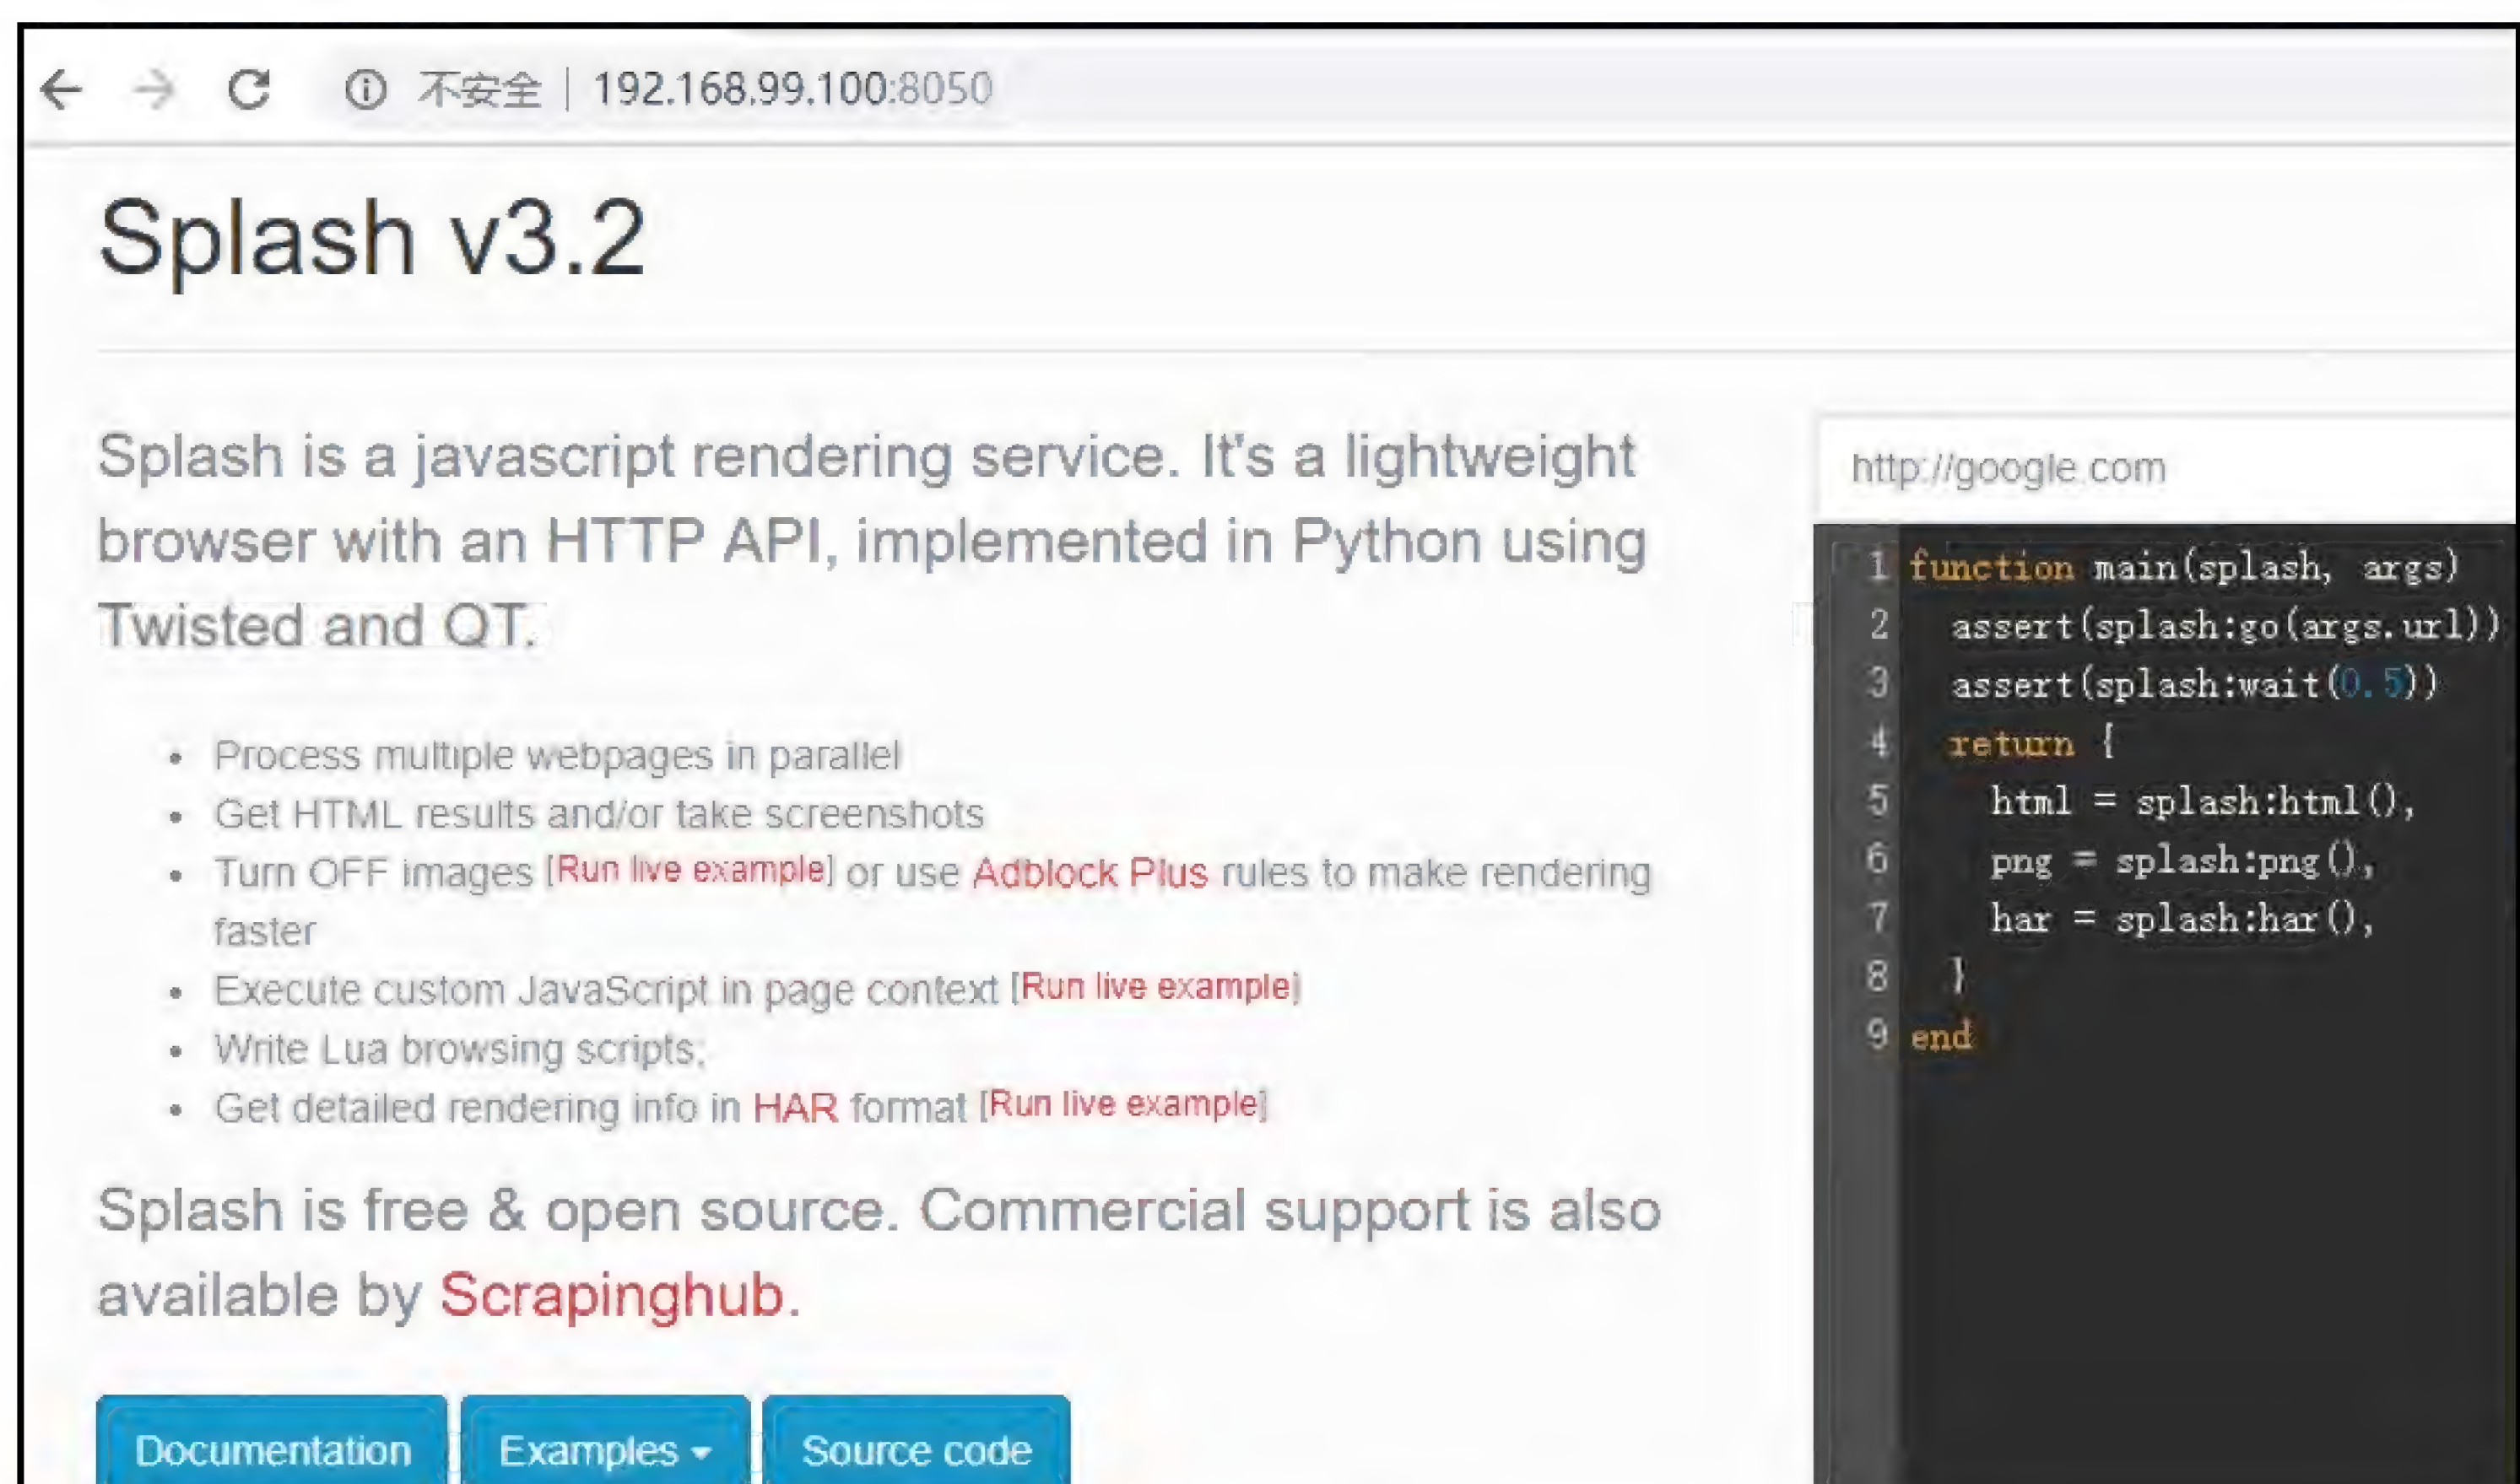 不安全 | 192.168.99.100:8050
Splash v3.2
Splash is a javascript rendering service. It's a lightweight
browser with an HTTP API, implemented in Python using
Twisted and QT.
• Process multiple webpages in parallel
• Get HTML results and/or take screenshots
• Turn OFF images [Run live example] or use Adblock Plus rules to make rendering
faster
• Execute custom JavaScript in page context [Run live example]
• Write Lua browsing scripts;
• Get detailed rendering info in HAR format [Run live example]
Splash is free & open source. Commercial support is also
available by Scrapinghub.
Documentation
Examples
Source code
http://google.com
1 function main(splash, args)
2 assert(splash:go(args.url))
3 assert(splash:wait(0.5))
4 return {
5 html = splash:html(),
6 png = splash:png(),
7 har = splash:har(),
8 }
9 end